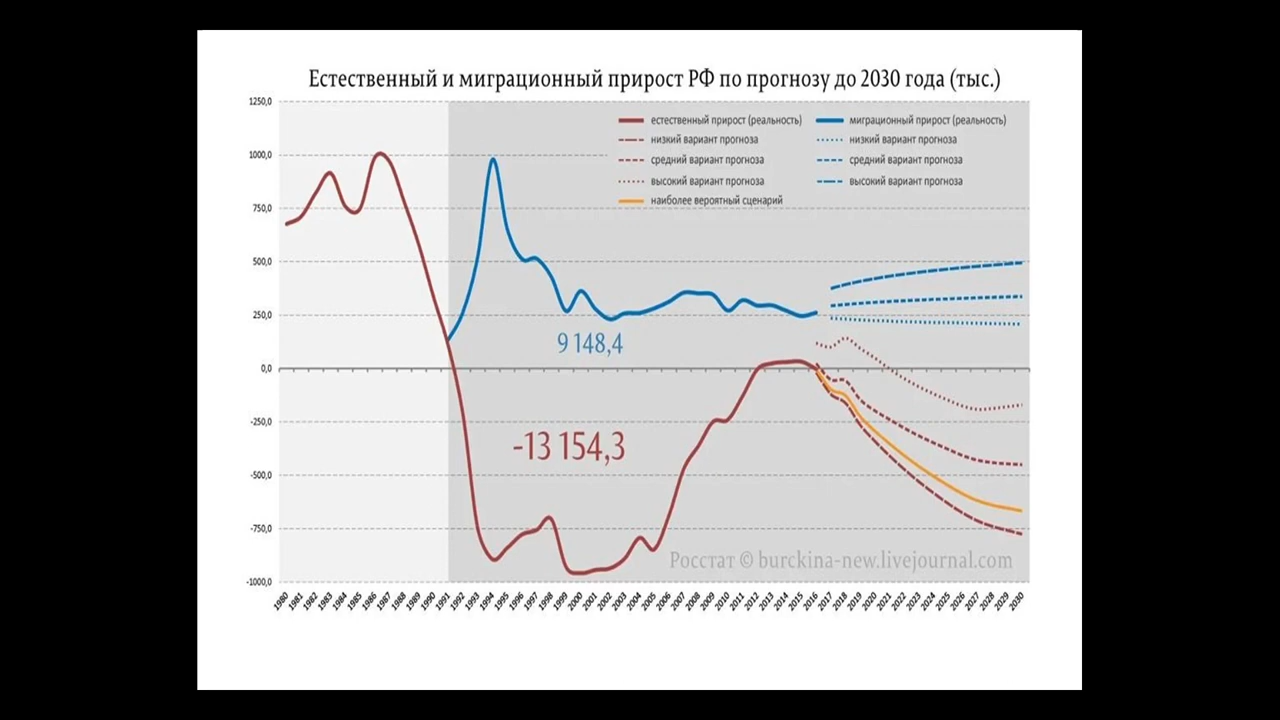 Естественный и миграционный прирост РФ по прогнозу до 2030 года (тыс.)
1250,0
1000,0
750,0
500,0
250,0
0,0
-250,0
-500,0
-750,0
-1000,0
естественный прирост (реальность)
низкий вариант прогноза
средний вариант прогноза
высокий вариант прогноза
наиболее вероятный сценарий
миграционный прирост (реальность)
низкий вариант прогноза
средний вариант прогноза
высокий вариант прогноза
9 148,4
-13 154,3
Росстат © burckina-new.livejournal.com
1980 1981 1982 1983 1984 1985 1986 1987 1988 1989 1990 1991 1992 1993 1994 1995 1996 1997 1998 1999 2000 2001 2002 2003 2004 2005 2006 2007 2008 2009 2010 2011 2012 2013 2014 2015 2016 2017 2018 2019 2020 2021 2022 2023 2024 2025 2026 2027 2028 2029 2030